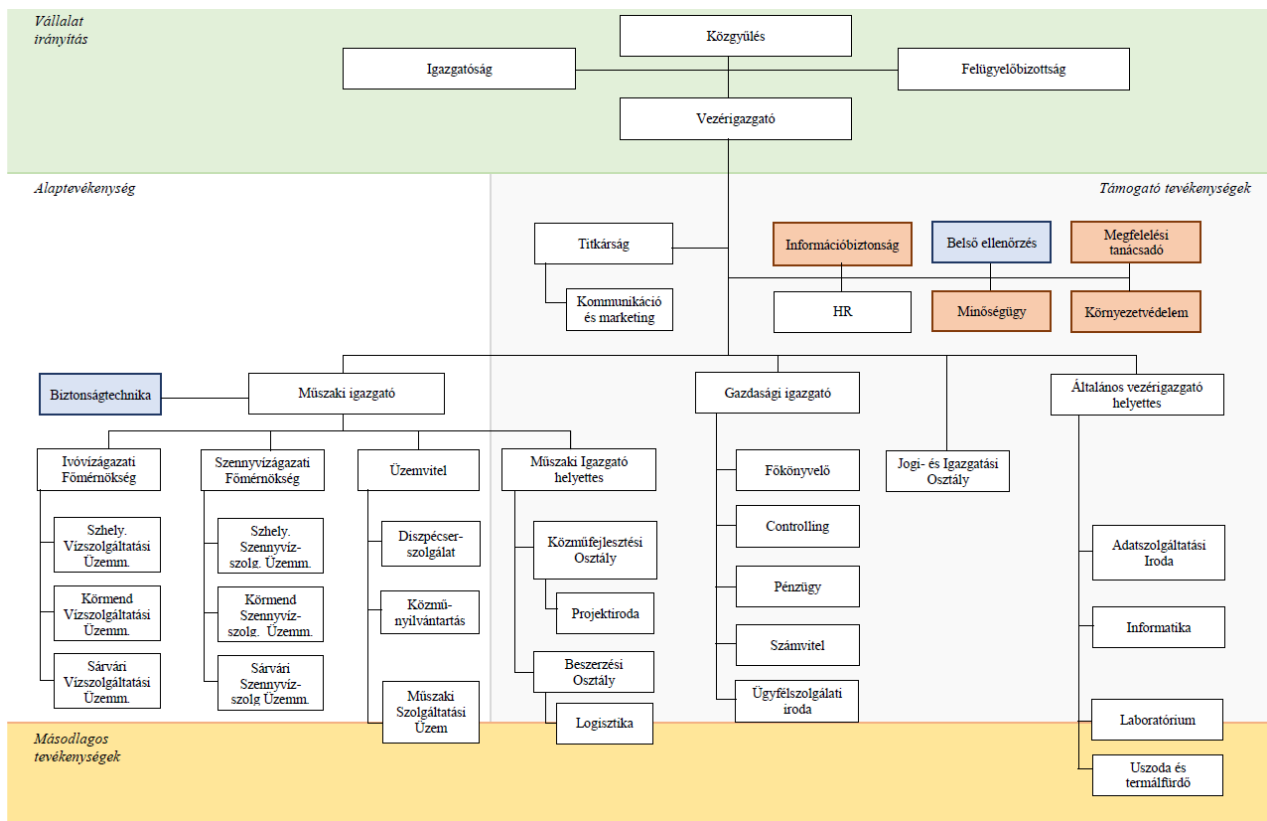 Vállalat
irányítás
Közgyűlés
Igazgatóság
Felügyelőbizottság
Vezérigazgató
Alaptevékenység
Támogató tevékenységek
Titkárság
Információbiztonság
Belső ellenőrzés
Megfelelési
tanácsadó
Kommunikáció
és marketing
HR
Minőségügy
Környezetvédelem
Biztonságtechnika
Műszaki igazgató
Gazdasági igazgató
Általános vezérigazgató
helyettes
Ivóvízágazati
Főmérnökség
Szennyvízágazati
Főmérnökség
Üzemvitel
Műszaki Igazgató
helyettes
Főkönyvelő
Jogi- és Igazgatási
Osztály
Szhely.
Vízszolgáltatási
Üzemm.
Szhely.
Szennyvíz-
szolg. Üzemm.
Diszpécser-
szolgálat
Közműfejlesztési
Osztály
Controlling
Adatszolgáltatási
Iroda
Körmend
Vízszolgáltatási
Üzemm.
Körmend
Szennyvíz-
szolg. Üzemm.
Közmű-
nyilvántartás
Projektiroda
Pénzügy
Informatika
Sárvári
Vízszolgáltatási
Üzemm.
Sárvári
Szennyvíz-
szolg Üzemm.
Műszaki
Szolgáltatási
Üzem
Beszerzési
Osztály
Logisztika
Számvitel
Ügyfélszolgálati
iroda
Laboratórium
Uszoda és
termálfürdő
Másodlagos
tevékenységek